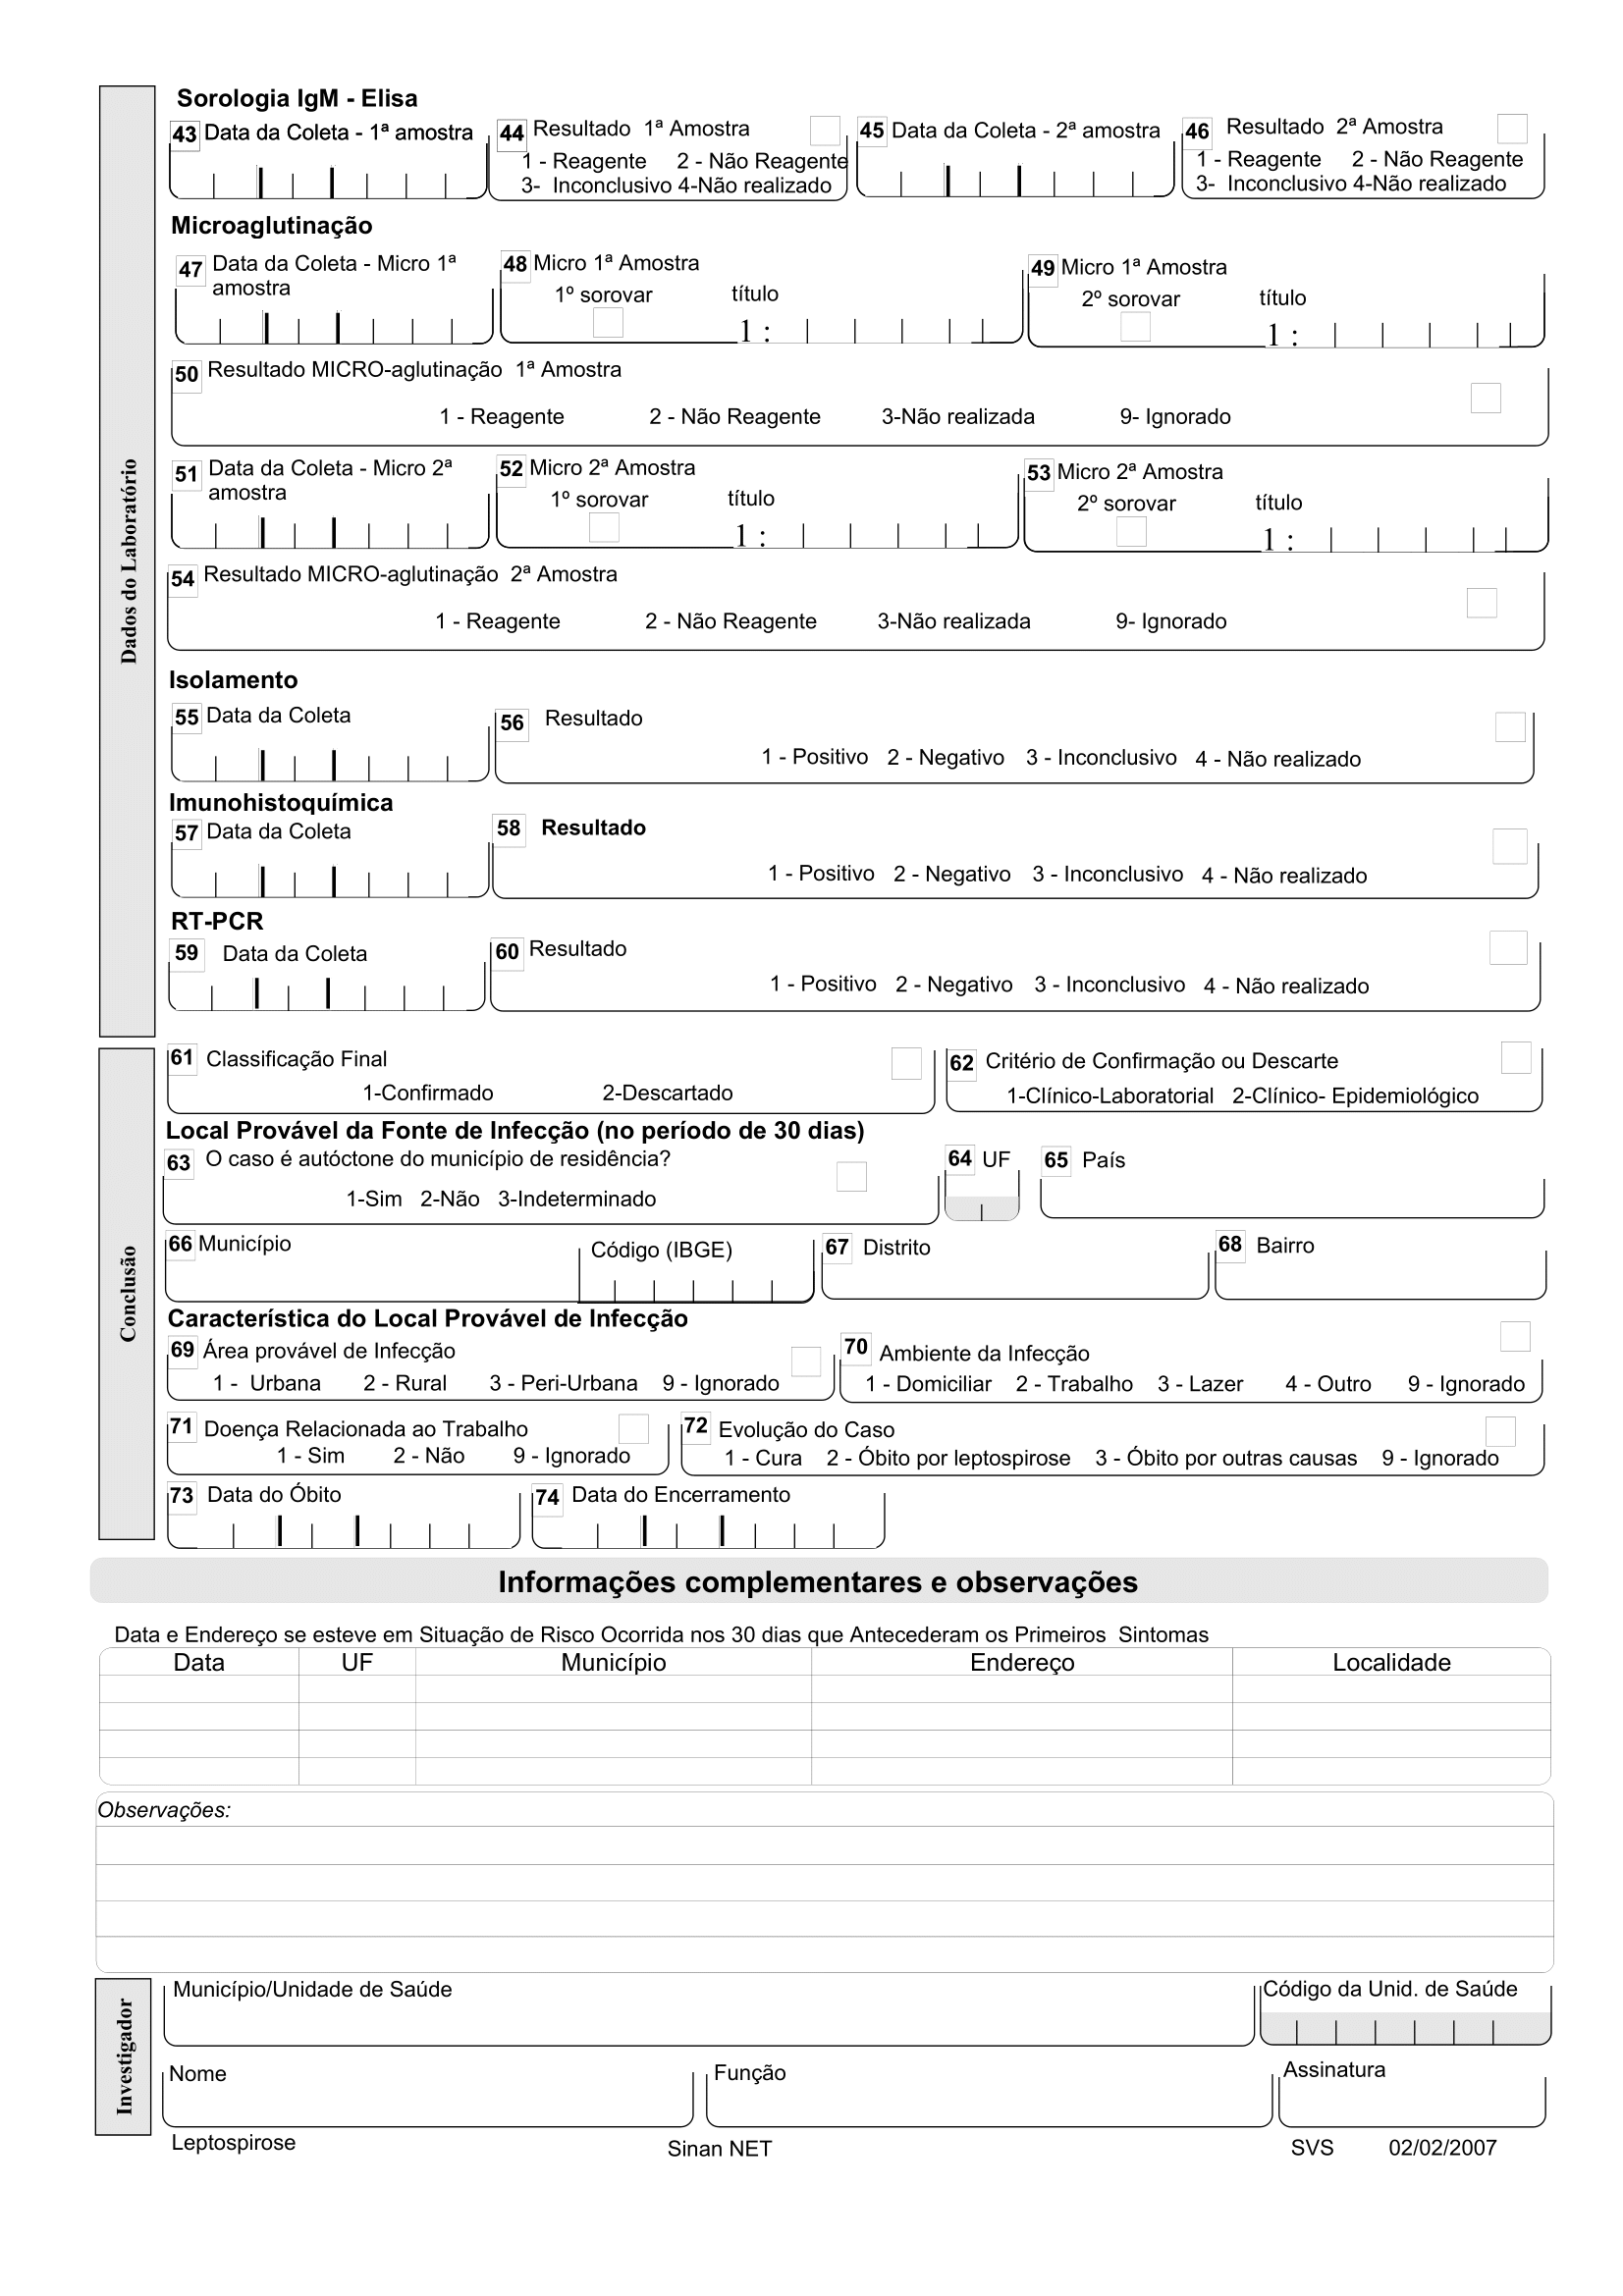 Dados do Laboratório
Sorologia IgM - Elisa
43 Data da Coleta - 1ª amostra
44 Resultado 1ª Amostra
1 - Reagente 2 - Não Reagente
3- Inconclusivo 4-Não realizado
45 Data da Coleta - 2ª amostra
46 Resultado 2ª Amostra
1 - Reagente 2 - Não Reagente
3- Inconclusivo 4-Não realizado
Microaglutinação
47 Data da Coleta - Micro 1ª
amostra
48 Micro 1ª Amostra
1º sorovar título
1 :
49 Micro 1ª Amostra
2º sorovar título
1 :
50 Resultado MICRO-aglutinação 1ª Amostra
1 - Reagente 2 - Não Reagente 3-Não realizada 9- Ignorado
51 Data da Coleta - Micro 2ª
amostra
52 Micro 2ª Amostra
1º sorovar título
1 :
53 Micro 2ª Amostra
2º sorovar título
1 :
54 Resultado MICRO-aglutinação 2ª Amostra
1 - Reagente 2 - Não Reagente 3-Não realizada 9- Ignorado
Isolamento
55 Data da Coleta
56 Resultado
1 - Positivo 2 - Negativo 3 - Inconclusivo 4 - Não realizado
Imunohistoquímica
57 Data da Coleta
58 Resultado
1 - Positivo 2 - Negativo 3 - Inconclusivo 4 - Não realizado
RT-PCR
59 Data da Coleta
60 Resultado
1 - Positivo 2 - Negativo 3 - Inconclusivo 4 - Não realizado
Conclusão
61 Classificação Final
1-Confirmado 2-Descartado
62 Critério de Confirmação ou Descarte
1-Clínico-Laboratorial 2-Clínico- Epidemiológico
Local Provável da Fonte de Infecção (no período de 30 dias)
63 O caso é autóctone do município de residência?
1-Sim 2-Não 3-Indeterminado
64 UF
65 País
66 Município
Código (IBGE)
67 Distrito
68 Bairro
Característica do Local Provável de Infecção
69 Área provável de Infecção
1 - Urbana 2 - Rural 3 - Peri-Urbana 9 - Ignorado
70 Ambiente da Infecção
1 - Domiciliar 2 - Trabalho 3 - Lazer 4 - Outro 9 - Ignorado
71 Doença Relacionada ao Trabalho
1 - Sim 2 - Não 9 - Ignorado
72 Evolução do Caso
1 - Cura 2 - Óbito por leptospirose 3 - Óbito por outras causas 9 - Ignorado
73 Data do Óbito
74 Data do Encerramento
Informações complementares e observações
Data e Endereço se esteve em Situação de Risco Ocorrida nos 30 dias que Antecederam os Primeiros Sintomas
Data UF Município Endereço Localidade
Observações:
Investigador
Município/Unidade de Saúde
Código da Unid. de Saúde
Nome
Função
Assinatura
Leptospirose Sinan NET SVS 02/02/2007